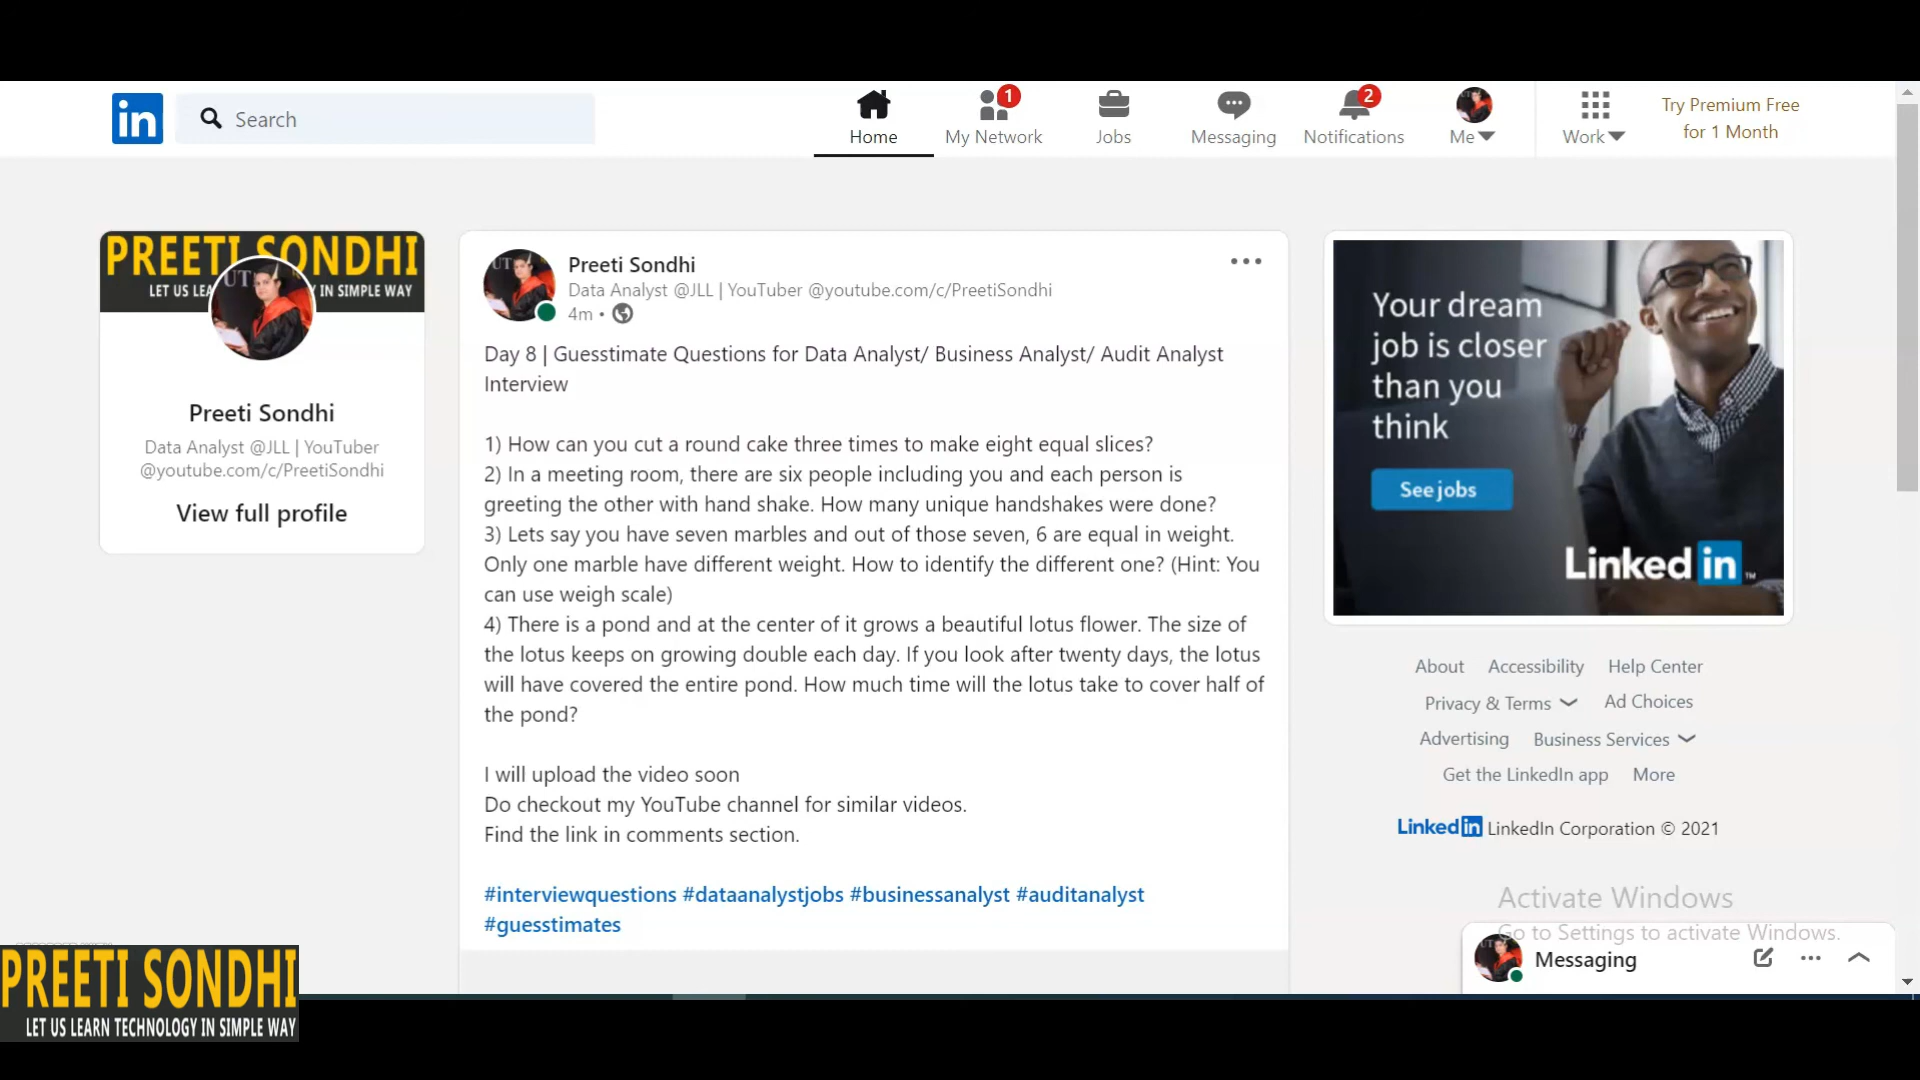 in
Search
Home
1
My Network
Jobs
Messaging
2
Notifications
Me
Work
Try Premium Free
for 1 Month
PREETI SONDHI
LET US LEA
Y IN SIMPLE WAY
UT
Preeti Sondhi
Data Analyst @JLL | YouTuber
@youtube.com/c/PreetiSondhi
View full profile
Preeti Sondhi
Data Analyst @JLL | YouTuber @youtube.com/c/PreetiSondhi
4m •
Day 8 | Guesstimate Questions for Data Analyst/ Business Analyst/ Audit Analyst
Interview
1) How can you cut a round cake three times to make eight equal slices?
2) In a meeting room, there are six people including you and each person is
greeting the other with hand shake. How many unique handshakes were done?
3) Lets say you have seven marbles and out of those seven, 6 are equal in weight.
Only one marble have different weight. How to identify the different one? (Hint: You
can use weigh scale)
4) There is a pond and at the center of it grows a beautiful lotus flower. The size of
the lotus keeps on growing double each day. If you look after twenty days, the lotus
will have covered the entire pond. How much time will the lotus take to cover half of
the pond?
I will upload the video soon
Do checkout my YouTube channel for similar videos.
Find the link in comments section.
#interviewquestions #dataanalystjobs #businessanalyst #auditanalyst
#guesstimates
Your dream
job is closer
than you
think
See jobs
Linked in
About Accessibility Help Center
Privacy & Terms Ad Choices
Advertising Business Services
Get the LinkedIn app More
Linked in LinkedIn Corporation © 2021
Activate Windows
Go to Settings to activate Windows.
Messaging
PREETI SONDHI
LET US LEARN TECHNOLOGY IN SIMPLE WAY